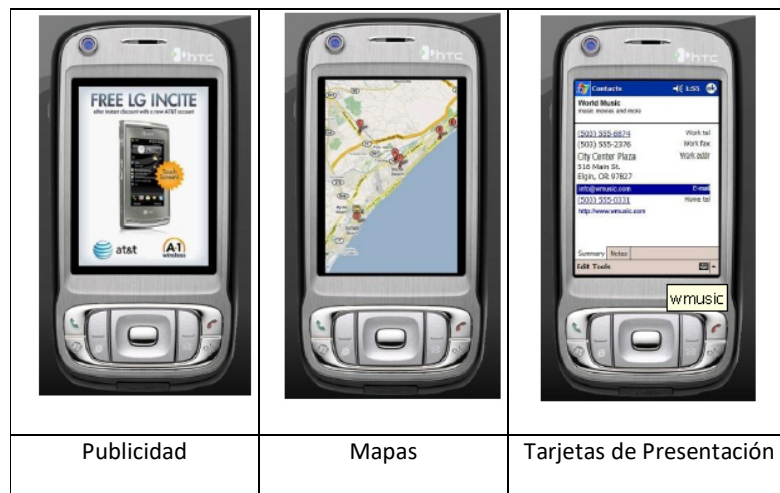 hTC
FREE LG INCITE
after instant discount with a new AT&T account
Touch
Screen!
at&t
A-1
wireless
Publicidad
hTC
Mapas
hTC
Contacts
1:55
ok
World Music
music movies and more
(503) 555-6874 Work tel
(503) 555-2376 Work fax
City Center Plaza Work addr
516 Main St.
Elgin, OR 97827
info@wmusic.com E-mail
(503) 555-0331 Home tel
http://www.wmusic.com
Summary Notes
Edit Tools
wmusic
Tarjetas de Presentación